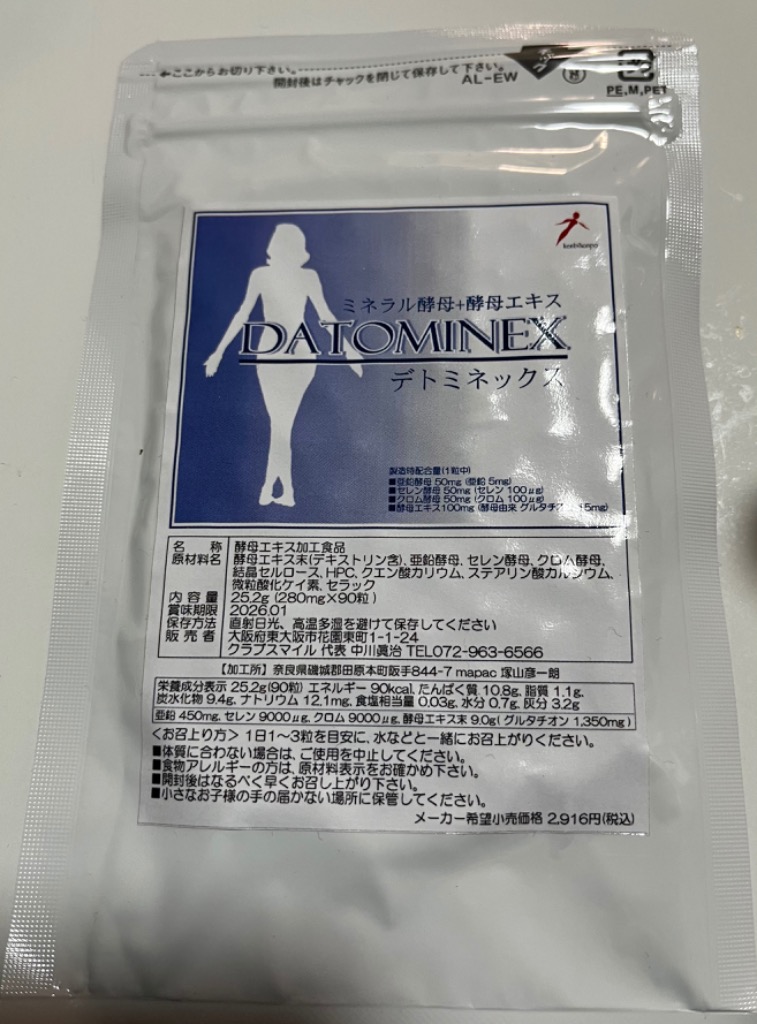 ←ここからお切り下さい。
開封後はチャックを閉じて保存して下さい。
AL-EW
PE,M,PET
ミネラル酵母+酵母エキス
DATOMINEX
デトミネックス
製造時配合量(1粒中)
■亜鉛酵母 50mg (亜鉛 5mg)
■セレン酵母 50mg (セレン 100μg)
■クロム酵母 50mg (クロム 100μg)
■酵母エキス100mg (酵母由来 グルタチオン 15mg)
名 称 酵母エキス加工食品
原材料名 酵母エキス末(デキストリン含), 亜鉛酵母, セレン酵母, クロム酵母,
結晶セルロース, HPC, クエン酸カリウム, ステアリン酸カルシウム,
微粒酸化ケイ素, セラック
内 容 量 25.2g (280mg×90粒)
賞味期限 2026.01
保存方法 直射日光、高温多湿を避けて保存してください
販 売 者 大阪府東大阪市花園東町1-1-24
クラブスマイル 代表 中川眞治 TEL072-963-6566
【加工所】 奈良県磯城郡田原本町阪手844-7 mapac 塚山彦一朗
栄養成分表示 25.2g(90粒) エネルギー 90kcal, たんぱく質 10.8g, 脂質 1.1g,
炭水化物 9.4g, ナトリウム 12.1mg, 食塩相当量 0.03g, 水分 0.7g, 灰分 3.2g
亜鉛 450mg, セレン 9000μg, クロム 9000μg, 酵母エキス末 9.0g( グルタチオン 1,350mg )
<お召上り方> 1日1～3粒を目安に、水などと一緒にお召上がりください。
■体質に合わない場合は、ご使用を中止してください。
■食物アレルギーの方は、原材料表示をお確かめ下さい。
■開封後はなるべく早くお召し上がり下さい。
■小さなお子様の手の届かない場所に保管してください。
メーカー希望小売価格 2,916円(税込)